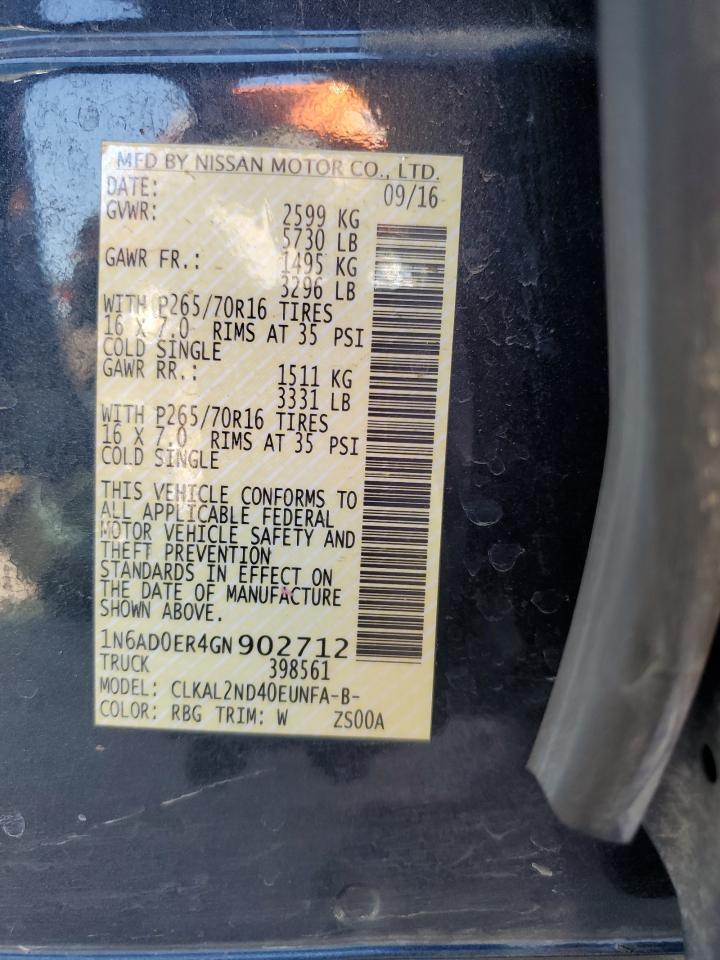 MFD BY NISSAN MOTOR CO., LTD.
DATE: 09/16
GVWR: 2599 KG
5730 LB
GAWR FR.: 1495 KG
3296 LB
WITH P265/70R16 TIRES
16 X 7.0 RIMS AT 35 PSI
COLD SINGLE
GAWR RR.: 1511 KG
3331 LB
WITH P265/70R16 TIRES
16 X 7.0 RIMS AT 35 PSI
COLD SINGLE
THIS VEHICLE CONFORMS TO
ALL APPLICABLE FEDERAL
MOTOR VEHICLE SAFETY AND
THEFT PREVENTION
STANDARDS IN EFFECT ON
THE DATE OF MANUFACTURE
SHOWN ABOVE.
1N6AD0ER4GN902712
TRUCK 398561
MODEL: CLKAL2ND40EUNFA-B-
COLOR: RBG TRIM: W ZS00A